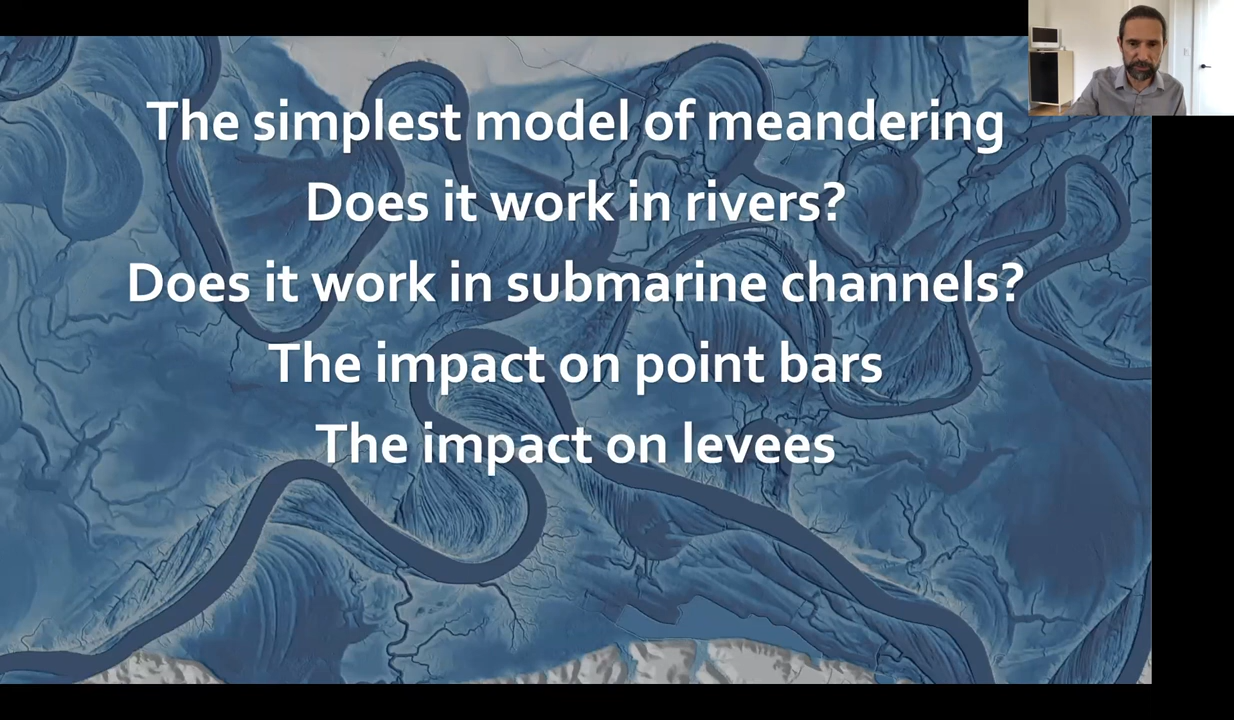 The simplest model of meandering
Does it work in rivers?
Does it work in submarine channels?
The impact on point bars
The impact on levees